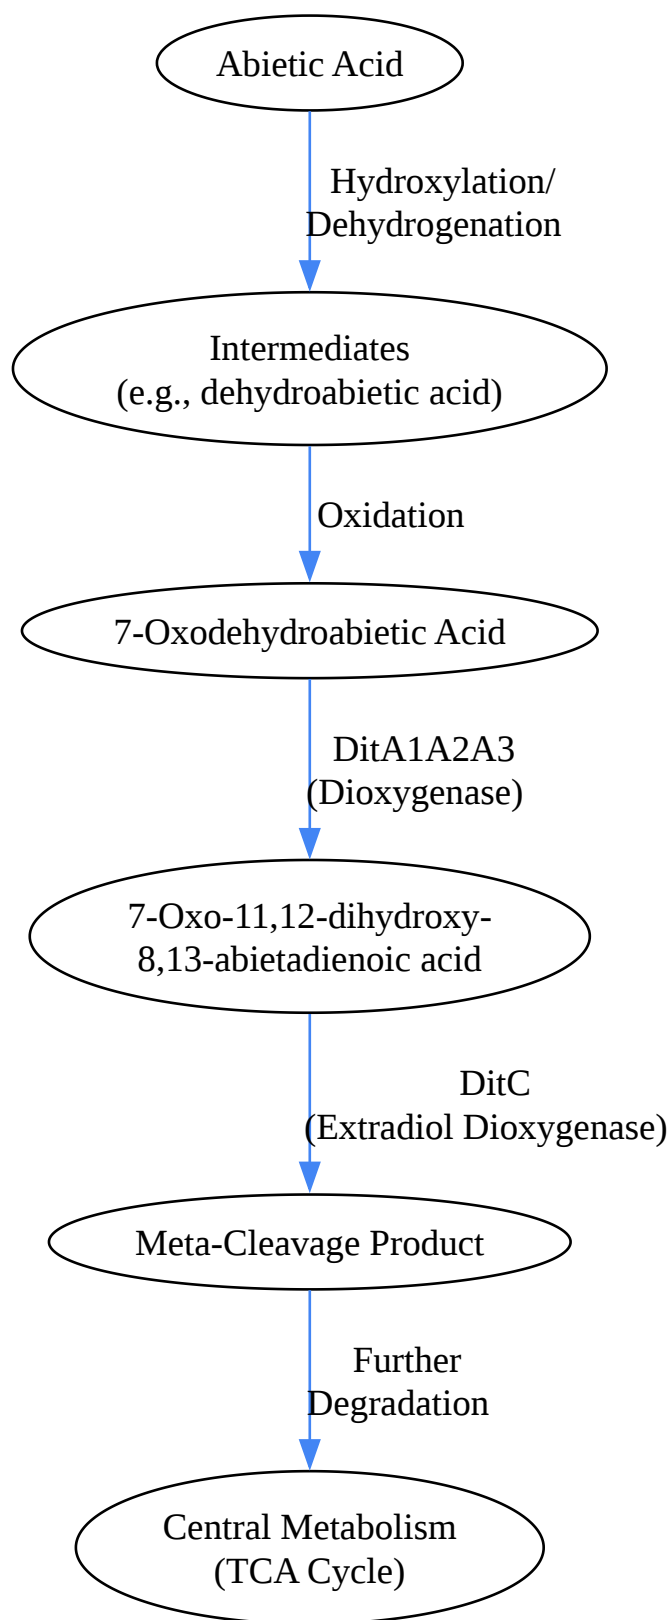 Abietic Acid
Hydroxylation/
Dehydrogenation
Intermediates
(e.g., dehydroabietic acid)
Oxidation
7-Oxodehydroabietic Acid
DitA1A2A3
(Dioxygenase)
7-Oxo-11,12-dihydroxy-
8,13-abietadienoic acid
DitC
(Extradiol Dioxygenase)
Meta-Cleavage Product
Further
Degradation
Central Metabolism
(TCA Cycle)